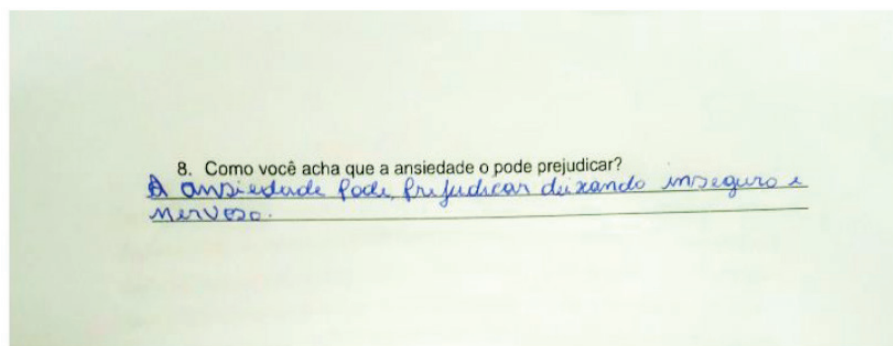 8. Como você acha que a ansiedade o pode prejudicar?
A ansiedade pode prejudicar deixando inseguro e
nervoso.